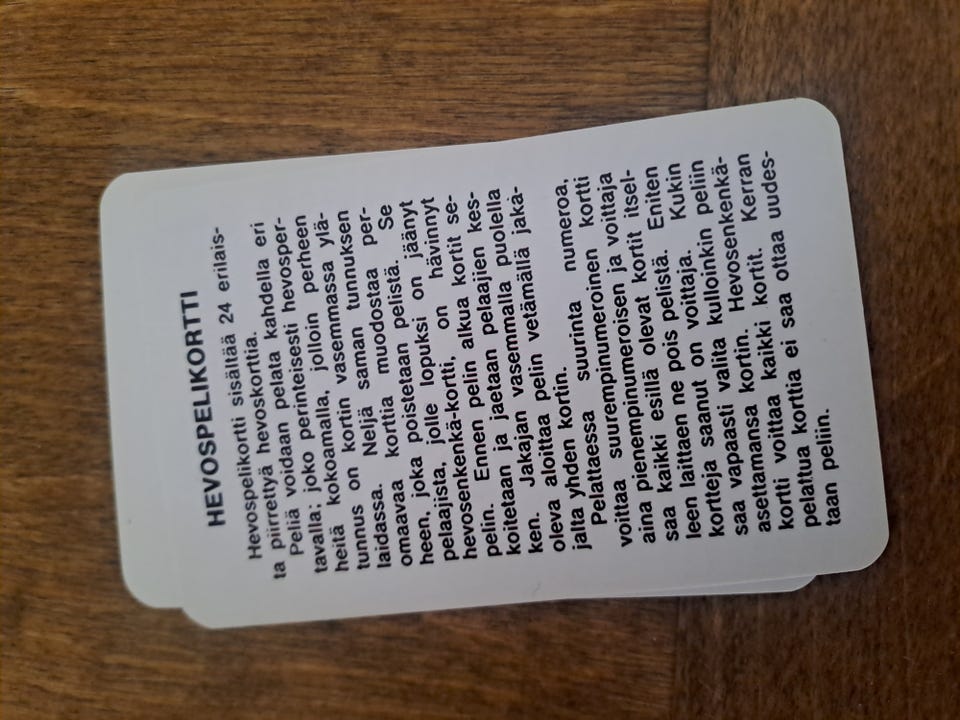 HEVOSPELIKORTTI
Hevospelikortti sisältää 24 erilais-
ta piirrettyä hevoskorttia.
Peliä voidaan pelata kahdella eri
tavalla; joko perinteisesti hevosper-
heitä kokoamalla, jolloin perheen
tunnus on kortin vasemmassa ylä-
laidassa. Neljä saman tunnuksen
omaavaa korttia muodostaa per-
heen, joka poistetaan pelistä. Se
pelaajista, jolle lopuksi on jäänyt
hevosenkenkä-kortti, on hävinnyt
pelin. Ennen pelin alkua kortit se-
koitetaan ja jaetaan pelaajien kes-
ken. Jakajan vasemmalla puolella
oleva aloittaa pelin vetämällä jaka-
jalta yhden kortin.
Pelattaessa suurinta numeroa,
voittaa suurempinumeroinen kortti
aina pienempinumeroisen ja voittaja
saa kaikki esillä olevat kortit itsel-
leen laittaen ne pois pelistä. Eniten
kortteja saanut on voittaja. Kukin
saa vapaasti valita kulloinkin peliin
asettamansa kortin. Hevosenkenkä-
kortti voittaa kaikki kortit. Kerran
pelattua korttia ei saa ottaa uudes-
taan peliin.